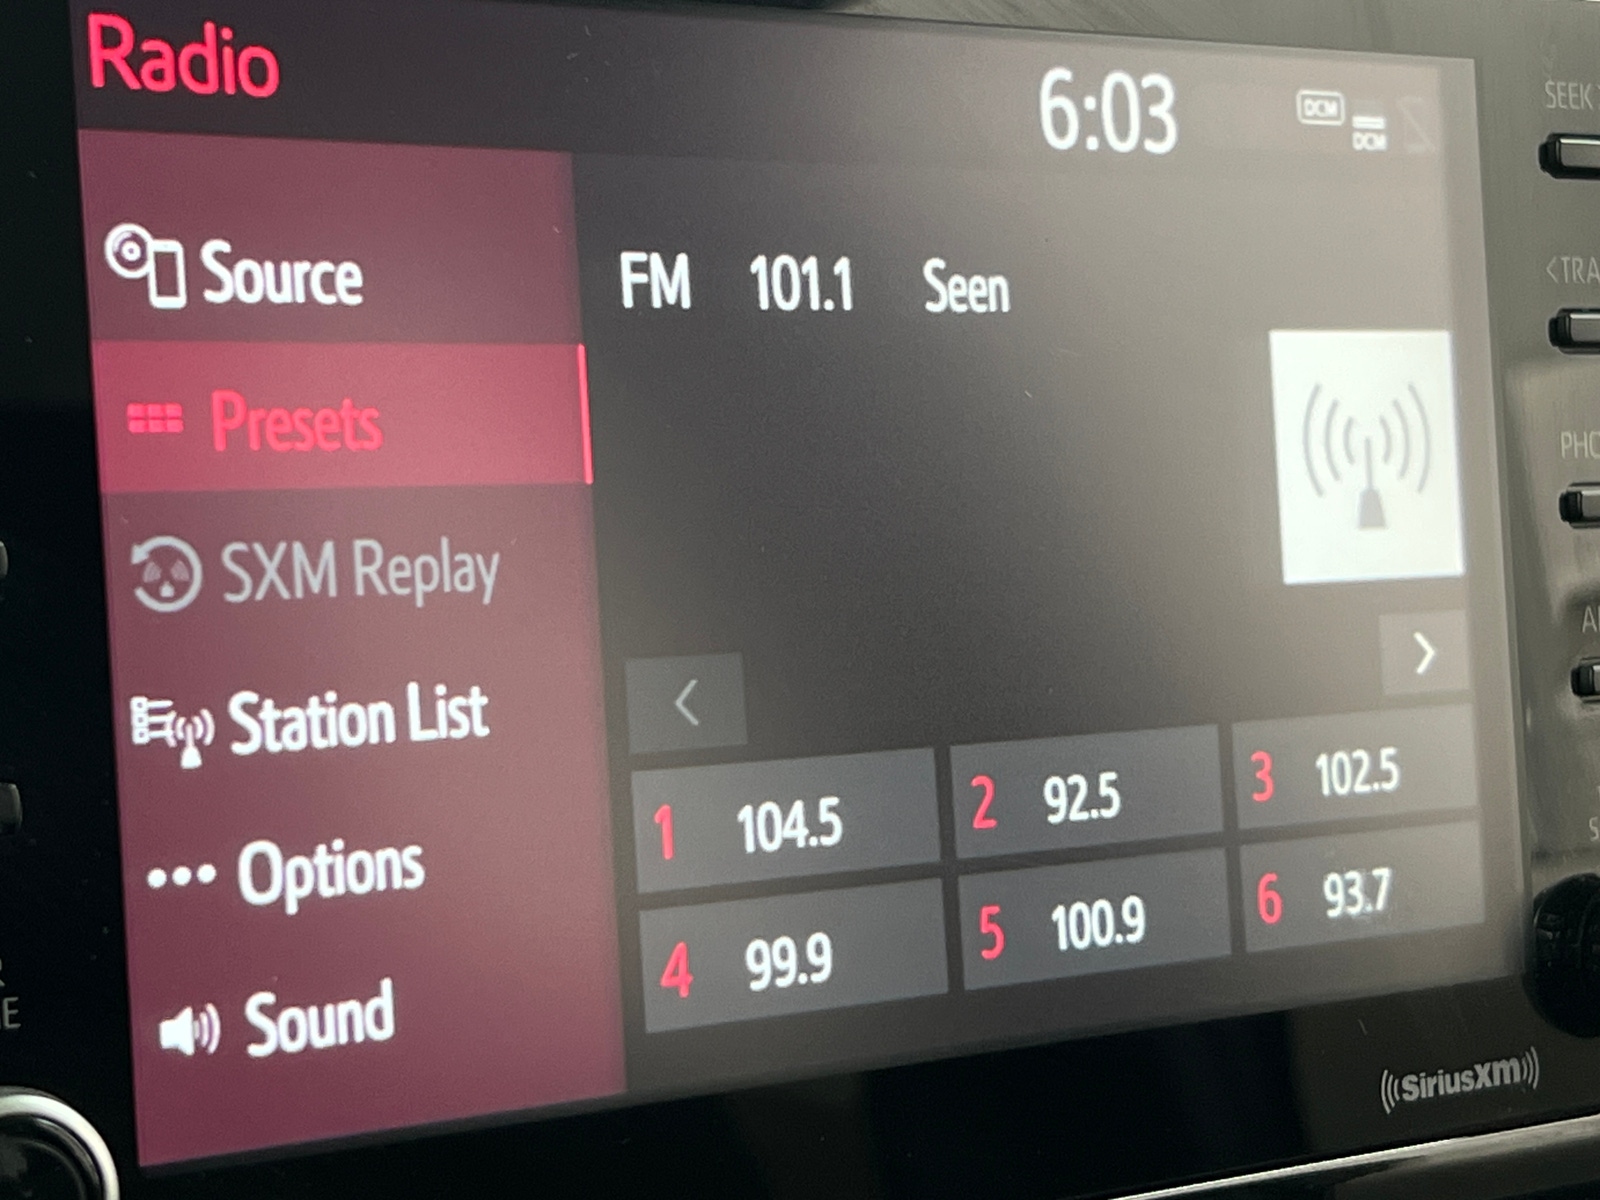 Radio
6:03
DCM
DCM
SEEK
Source
FM 101.1 Seen
<TRA
Presets
PHO
SXM Replay
Station List
1 104.5
2 92.5
3 102.5
Options
4 99.9
5 100.9
6 93.7
Sound
((SiriusXM))